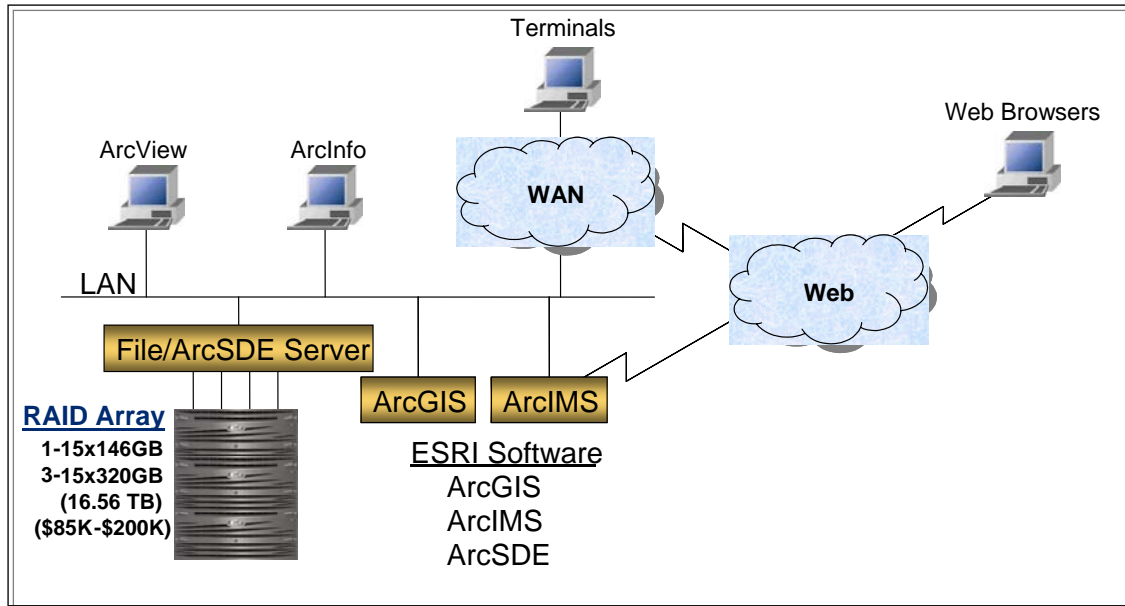 Terminals
Web Browsers
ArcView
ArcInfo
WAN
Web
LAN
File/ArcSDE Server
ArcGIS
ArcIMS
RAID Array
1-15x146GB
3-15x320GB
(16.56 TB)
($85K-$200K)
ESRI Software
ArcGIS
ArcIMS
ArcSDE